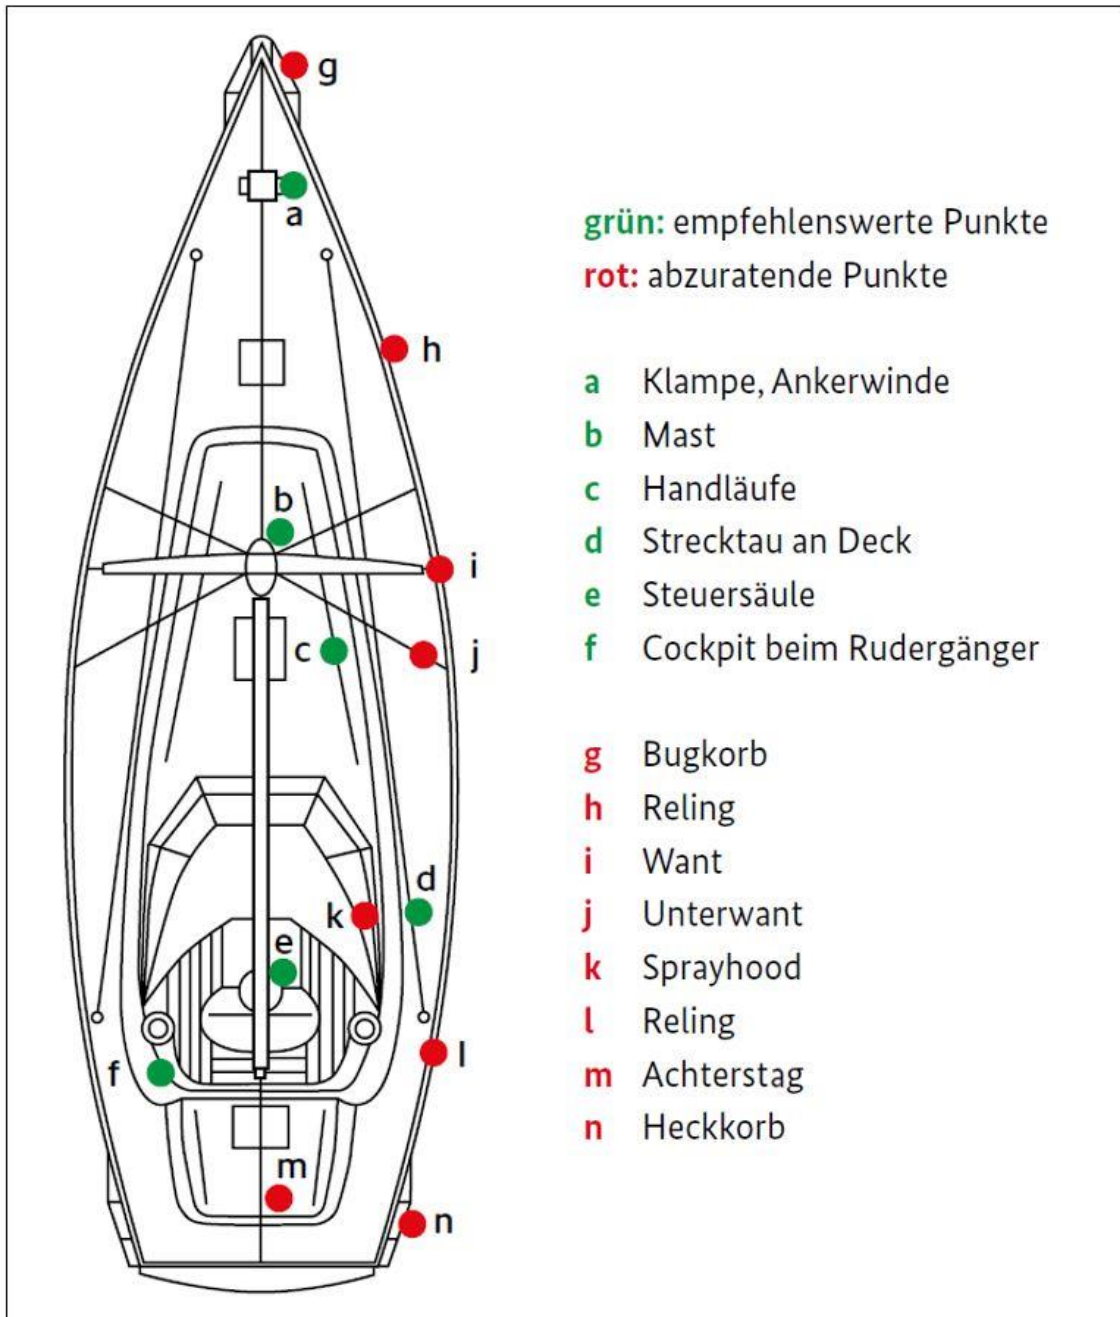 g
a
h
b
i
c
j
d
k
e
l
f
m
n
grün: empfehlenswerte Punkte
rot: abzuratende Punkte
a Klampe, Ankerwinde
b Mast
c Handläufe
d Strecktau an Deck
e Steuersäule
f Cockpit beim Rudergänger
g Bugkorb
h Reling
i Want
j Unterwant
k Sprayhood
l Reling
m Achterstag
n Heckkorb